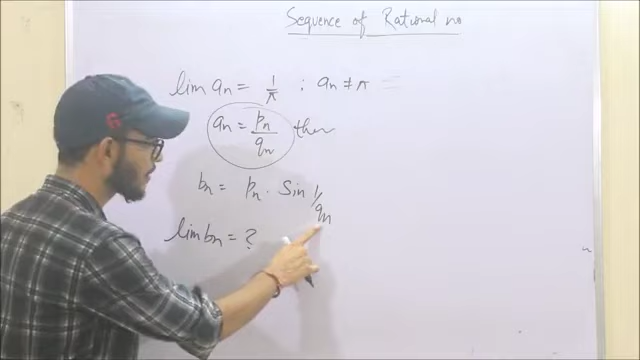 Sequence of Rational no
lim aₙ = 1/π ; aₙ ≠ π
aₙ = pₙ/qₙ then
bₙ = pₙ · Sin 1/qₙ
lim bₙ = ?